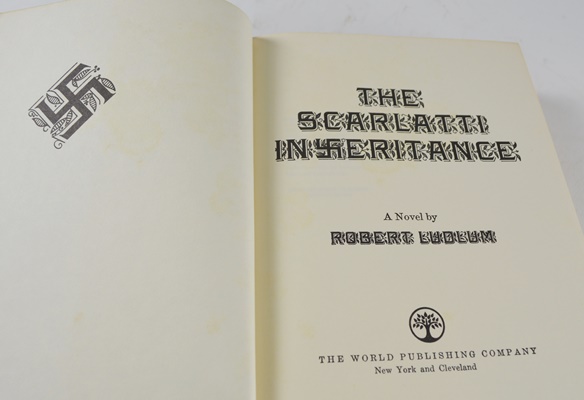 THE
SCARLATTI
INHERITANCE
A Novel by
ROBERT LUDLUM
THE WORLD PUBLISHING COMPANY
New York and Cleveland